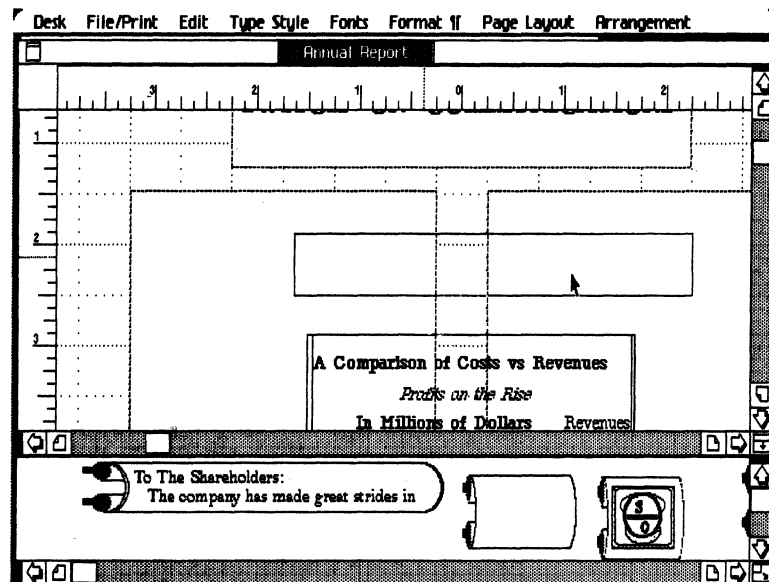 Desk File/Print Edit Type Style Fonts Format ¶ Page Layout Arrangement
Annual Report
3 2 1 0 1 2
1
2
3
A Comparison of Costs vs Revenues
Profits on the Rise
In Millions of Dollars Revenues
To The Shareholders:
The company has made great strides in
S
O